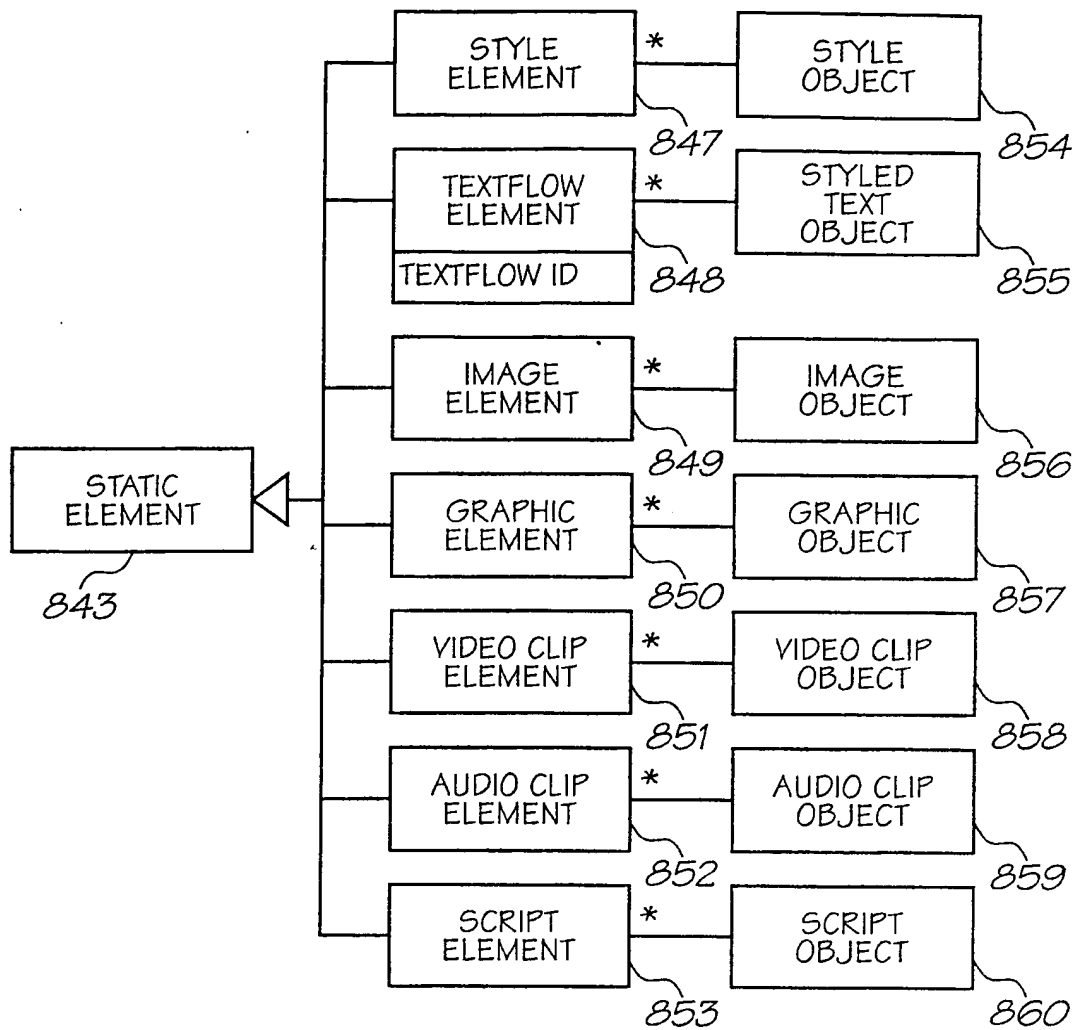 STYLE
ELEMENT
*
STYLE
OBJECT
847
854
TEXTFLOW
ELEMENT
*
STYLED
TEXT
OBJECT
TEXTFLOW ID
848
855
IMAGE
ELEMENT
*
IMAGE
OBJECT
849
856
STATIC
ELEMENT
843
GRAPHIC
ELEMENT
*
GRAPHIC
OBJECT
850
857
VIDEO CLIP
ELEMENT
*
VIDEO CLIP
OBJECT
851
858
AUDIO CLIP
ELEMENT
*
AUDIO CLIP
OBJECT
852
859
SCRIPT
ELEMENT
*
SCRIPT
OBJECT
853
860